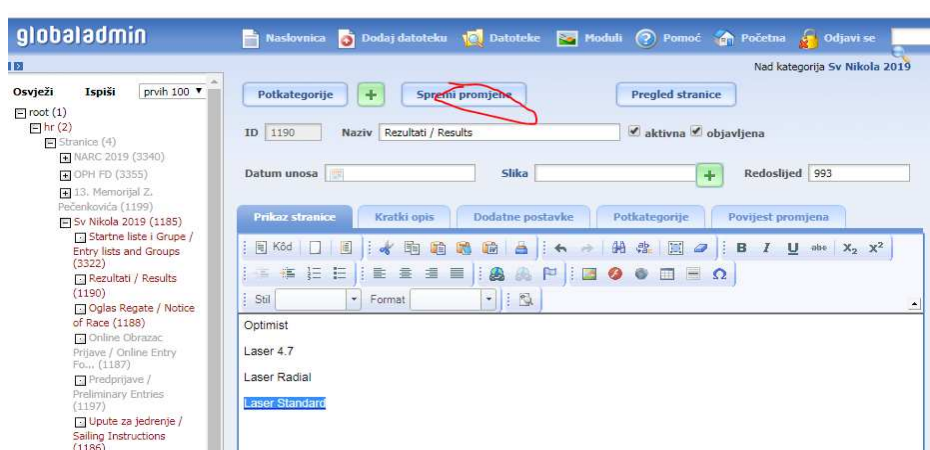 globaladmin
Naslovnica Dodaj datoteku Datoteke Moduli Pomoć Početna Odjavi se
Nad kategorija Sv Nikola 2019
Osvježi Ispiši prvih 100
root (1)
hr (2)
Stranice (4)
NARC 2019 (3340)
OPH FD (3355)
13. Memorijal Z.
Pečenkovića (1199)
Sv Nikola 2019 (1185)
Startne liste i Grupe /
Entry lists and Groups
(3322)
Rezultati / Results
(1190)
Oglas Regate / Notice
of Race (1188)
Online Obrazac
Prijave / Online Entry
Fo... (1187)
Predprijave /
Preliminary Entries
(1197)
Upute za jedrenje /
Sailing Instructions
(1186)
Potkategorije Spremi promjene Pregled stranice
ID 1190 Naziv Rezultati / Results aktivna objavljena
Datum unosa Slika Redoslijed 993
Prikaz stranice Kratki opis Dodatne postavke Potkategorije Povijest promjena
Kôd B I U abc X₂ X²
Stil Format
Optimist
Laser 4.7
Laser Radial
Laser Standard